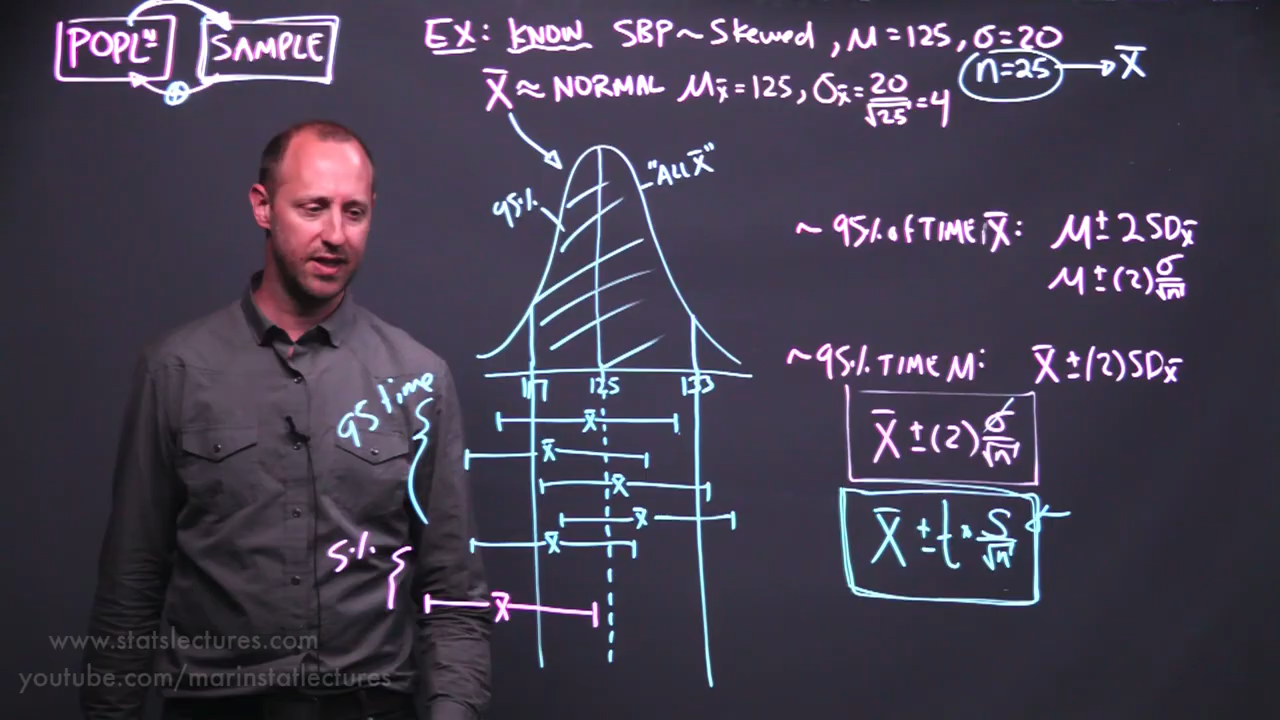 POPLⁿ
SAMPLE
EX: KNOW SBP ~ Skewed, μ=125, σ=20
n=25 → X̄
X̄ ≈ NORMAL μx̄ = 125, σx̄ = 20/√25 = 4
"ALL X̄"
95%
117 125 133
~ 95% of TIME X̄: μ ± 2 SDx̄
μ ± (2) σ/√n
~95% TIME μ: X̄ ± (2) SDx̄
X̄ ± (2) σ/√n
X̄ ± t* S/√n
95 time
X̄
X̄
X̄
X̄
X̄
5%
X̄
www.statslectures.com
youtube.com/marinstatlectures